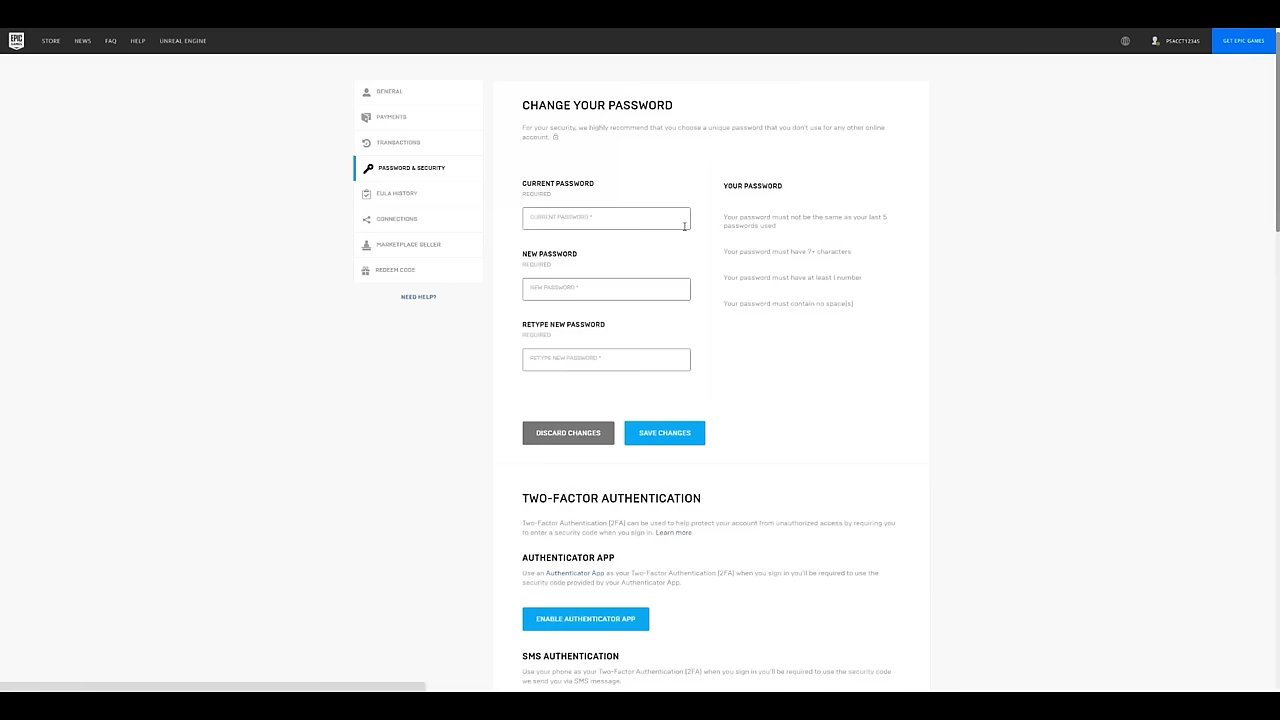 EPIC GAMES
STORE
NEWS
FAQ
HELP
UNREAL ENGINE
PSACCT12345
GET EPIC GAMES
GENERAL
PAYMENTS
TRANSACTIONS
PASSWORD & SECURITY
EULA HISTORY
CONNECTIONS
MARKETPLACE SELLER
REDEEM CODE
NEED HELP?
CHANGE YOUR PASSWORD
For your security, we highly recommend that you choose a unique password that you don't use for any other online
account.
CURRENT PASSWORD
REQUIRED
CURRENT PASSWORD *
NEW PASSWORD
REQUIRED
NEW PASSWORD *
RETYPE NEW PASSWORD
REQUIRED
RETYPE NEW PASSWORD *
YOUR PASSWORD
Your password must not be the same as your last 5
passwords used
Your password must have 7+ characters
Your password must have at least 1 number
Your password must contain no space(s)
DISCARD CHANGES
SAVE CHANGES
TWO-FACTOR AUTHENTICATION
Two-Factor Authentication (2FA) can be used to help protect your account from unauthorized access by requiring you
to enter a security code when you sign in. Learn more
AUTHENTICATOR APP
Use an Authenticator App as your Two-Factor Authentication (2FA) when you sign in you'll be required to use the
security code provided by your Authenticator App.
ENABLE AUTHENTICATOR APP
SMS AUTHENTICATION
Use your phone as your Two-Factor Authentication (2FA) when you sign in you'll be required to use the security code
we send you via SMS message.